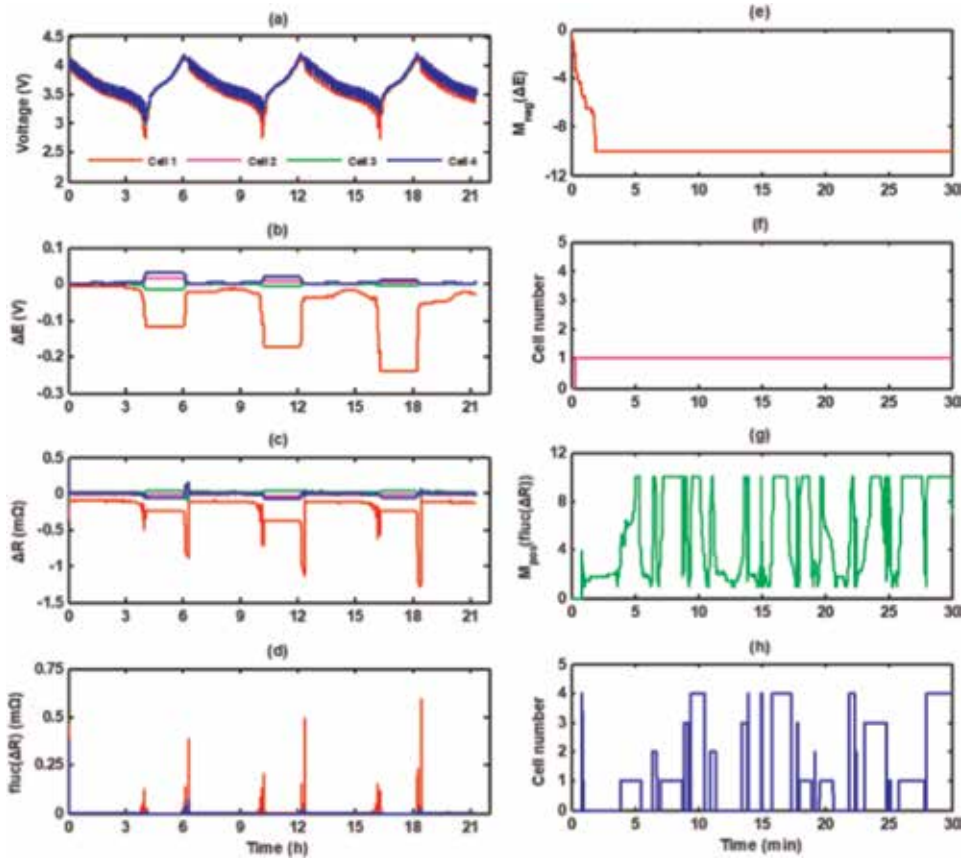 (a)
4.5
4
3.5
3
2.5
2
Voltage (V)
Cell 1 Cell 2 Cell 3 Cell 4
0 3 6 9 12 15 18 21
(b)
0.1
0
-0.1
-0.2
-0.3
ΔE (V)
0 3 6 9 12 15 18 21
(c)
0.5
0
-0.5
-1
-1.5
ΔR (mΩ)
0 3 6 9 12 15 18 21
(d)
0.75
0.5
0.25
0
fluc(ΔR) (mΩ)
0 3 6 9 12 15 18 21
Time (h)
(e)
0
-4
-8
-12
Mneg(ΔE)
0 5 10 15 20 25 30
(f)
5
4
3
2
1
0
Cell number
0 5 10 15 20 25 30
(g)
12
8
4
0
Mpos(fluc(ΔR))
0 5 10 15 20 25 30
(h)
5
4
3
2
1
0
Cell number
0 5 10 15 20 25 30
Time (min)